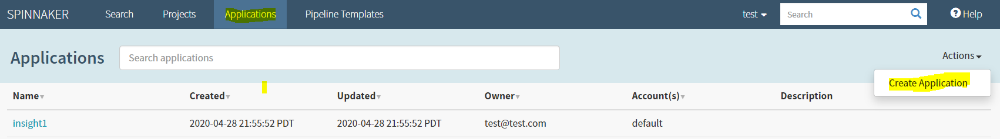 SPINNAKER Search Projects Applications Pipeline Templates test Search Help
Applications Search applications Actions
Create Application
Name Created Updated Owner Account(s) Description
insight1 2020-04-28 21:55:52 PDT 2020-04-28 21:55:52 PDT test@test.com default